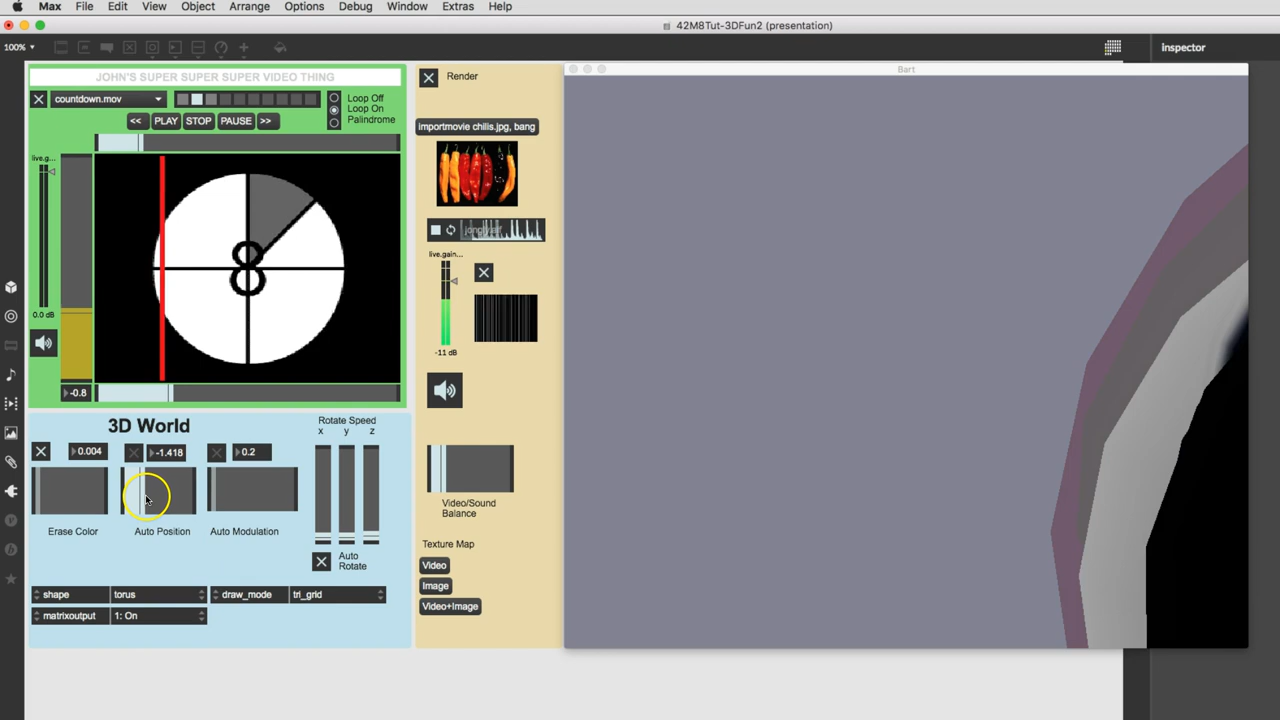 Max File Edit View Object Arrange Options Debug Window Extras Help
42M8Tut-3DFun2 (presentation)
100%
inspector
JOHN'S SUPER SUPER SUPER VIDEO THING
countdown.mov
Loop Off
Loop On
Palindrome
<< PLAY STOP PAUSE >>
live.g...
8
0.0 dB
-0.8
Render
importmovie chilis.jpg, bang
live.gain...
-11 dB
Video/Sound
Balance
Texture Map
Video
Image
Video+Image
Bart
3D World
Rotate Speed
x y z
0.004 -1.418 0.2
Erase Color Auto Position Auto Modulation
Auto
Rotate
shape torus draw_mode tri_grid
matrixoutput 1: On